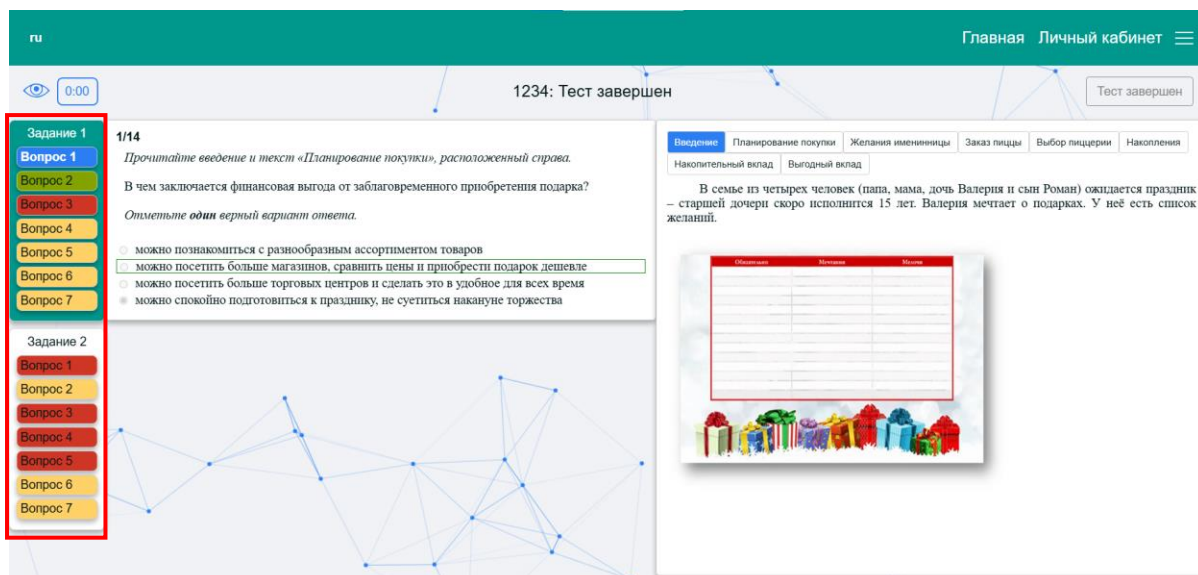 ru
Главная Личный кабинет
0:00
1234: Тест завершен
Тест завершен
Задание 1
Вопрос 1
Вопрос 2
Вопрос 3
Вопрос 4
Вопрос 5
Вопрос 6
Вопрос 7
Задание 2
Вопрос 1
Вопрос 2
Вопрос 3
Вопрос 4
Вопрос 5
Вопрос 6
Вопрос 7
1/14
Прочитайте введение и текст «Планирование покупки», расположенный справа.
В чем заключается финансовая выгода от заблаговременного приобретения подарка?
Отметьте один верный вариант ответа.
можно познакомиться с разнообразным ассортиментом товаров
можно посетить больше магазинов, сравнить цены и приобрести подарок дешевле
можно посетить больше торговых центров и сделать это в удобное для всех время
можно спокойно подготовиться к празднику, не суетиться накануне торжества
Введение Планирование покупки Желания именинницы Заказ пиццы Выбор пиццерии Накопления
Накопительный вклад Выгодный вклад
В семье из четырех человек (папа, мама, дочь Валерия и сын Роман) ожидается праздник
– старшей дочери скоро исполнится 15 лет. Валерия мечтает о подарках. У неё есть список
желаний.
Обязательно Мечтаю Мелочи